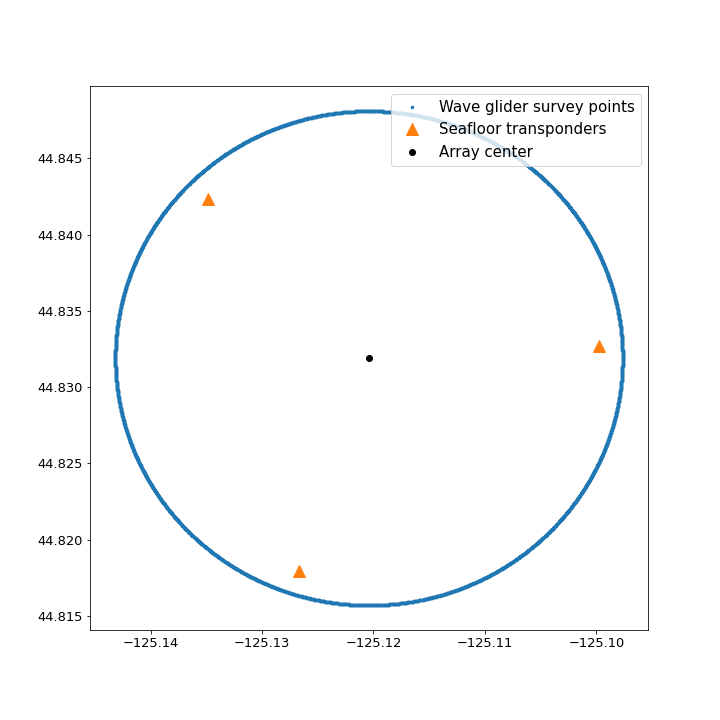 Wave glider survey points
Seafloor transponders
Array center
44.845
44.840
44.835
44.830
44.825
44.820
44.815
−125.14 −125.13 −125.12 −125.11 −125.10